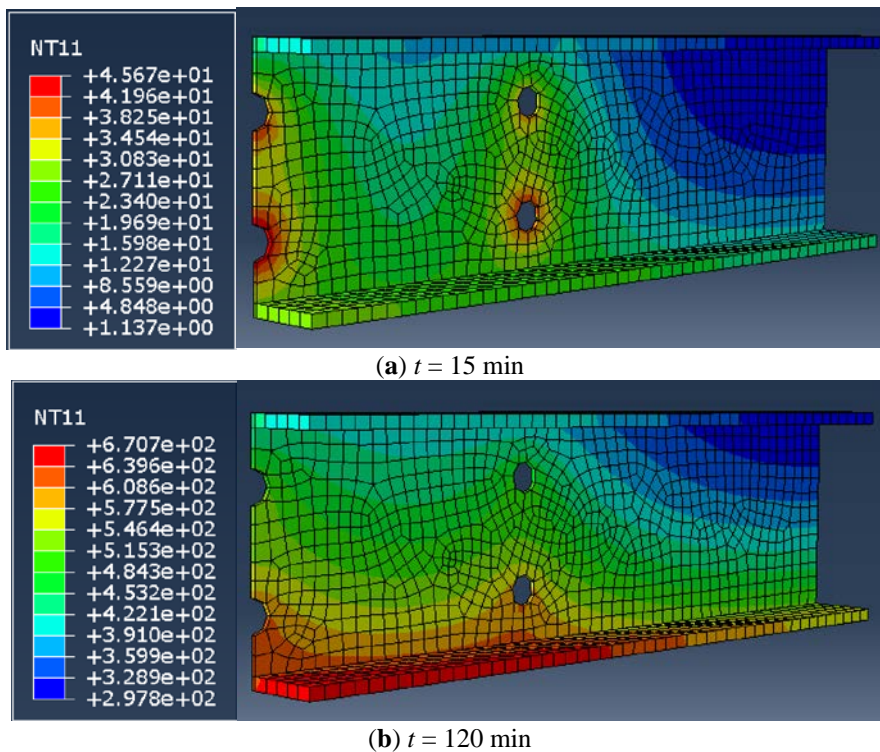 NT11
+4.567e+01
+4.196e+01
+3.825e+01
+3.454e+01
+3.083e+01
+2.711e+01
+2.340e+01
+1.969e+01
+1.598e+01
+1.227e+01
+8.559e+00
+4.848e+00
+1.137e+00
(a) t = 15 min
NT11
+6.707e+02
+6.396e+02
+6.086e+02
+5.775e+02
+5.464e+02
+5.153e+02
+4.843e+02
+4.532e+02
+4.221e+02
+3.910e+02
+3.599e+02
+3.289e+02
+2.978e+02
(b) t = 120 min